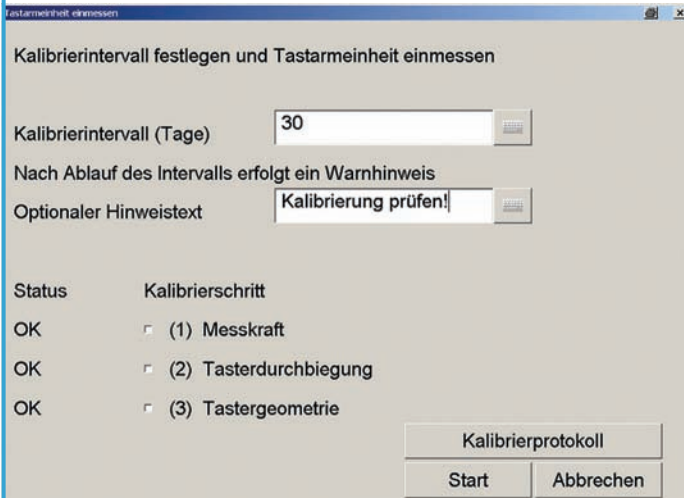 Tastarmeinheit einmessen
Kalibrierintervall festlegen und Tastarmeinheit einmessen
Kalibrierintervall (Tage) 30
Nach Ablauf des Intervalls erfolgt ein Warnhinweis
Optionaler Hinweistext Kalibrierung prüfen!
Status Kalibrierschritt
OK (1) Messkraft
OK (2) Tasterdurchbiegung
OK (3) Tastergeometrie
Kalibrierprotokoll
Start Abbrechen